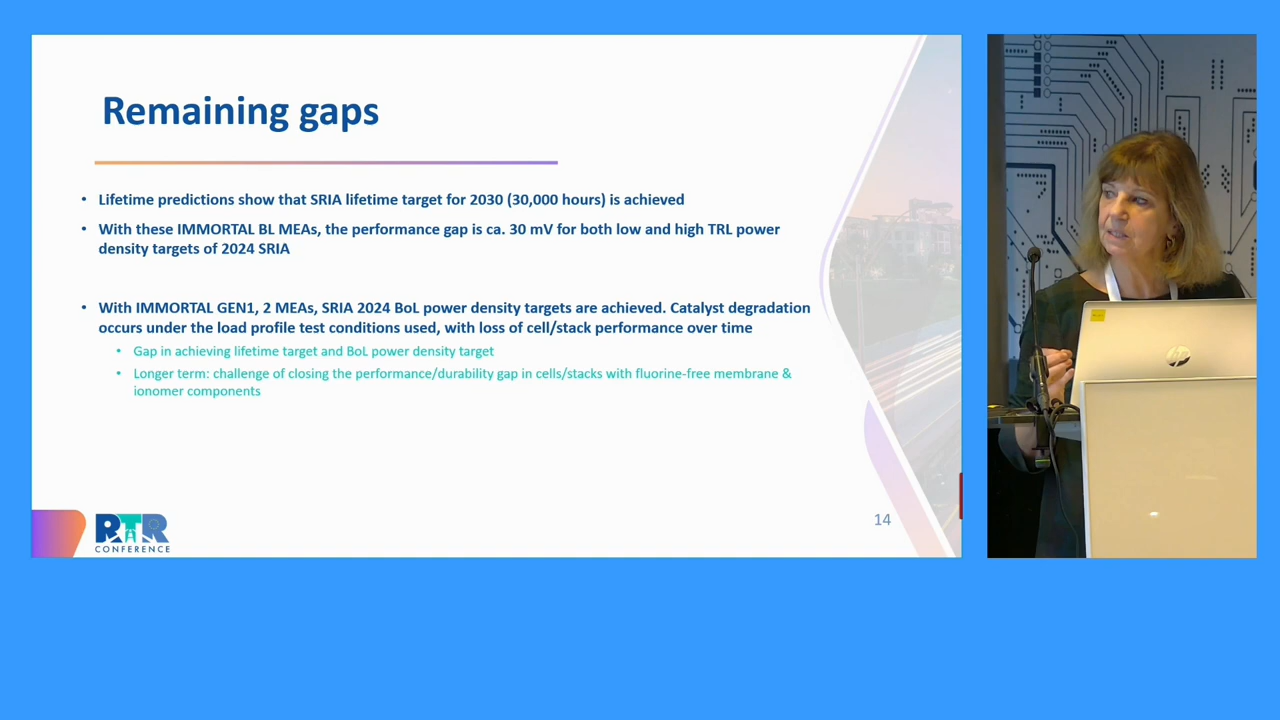 Remaining gaps
• Lifetime predictions show that SRIA lifetime target for 2030 (30,000 hours) is achieved
• With these IMMORTAL BL MEAs, the performance gap is ca. 30 mV for both low and high TRL power
density targets of 2024 SRIA
• With IMMORTAL GEN1, 2 MEAs, SRIA 2024 BoL power density targets are achieved. Catalyst degradation
occurs under the load profile test conditions used, with loss of cell/stack performance over time
• Gap in achieving lifetime target and BoL power density target
• Longer term: challenge of closing the performance/durability gap in cells/stacks with fluorine-free membrane &
ionomer components
RTR
CONFERENCE
14
hp